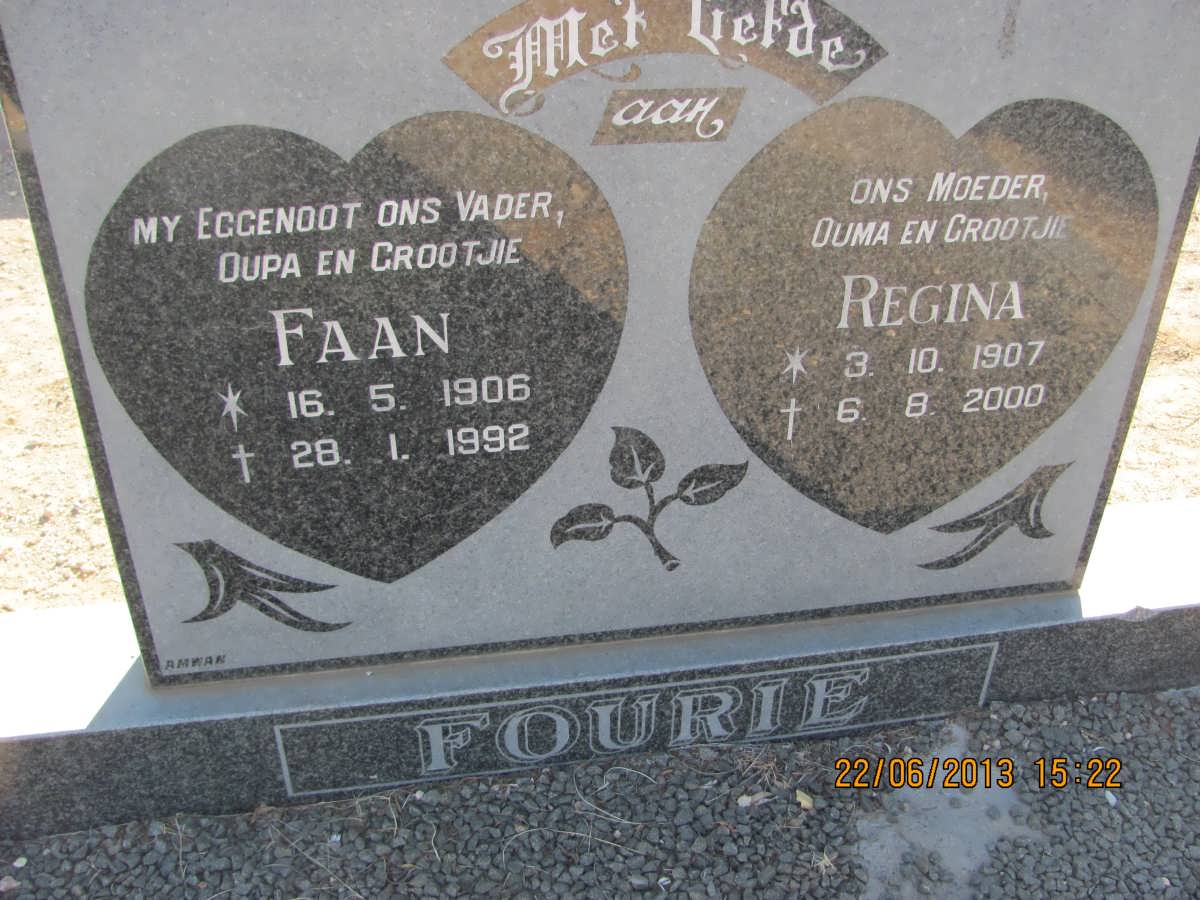 Met Liefde
aan
MY EGGENOOT ONS VADER,
OUPA EN GROOTJIE
FAAN
16. 5. 1906
† 28. 1. 1992
ONS MOEDER,
OUMA EN GROOTJIE
REGINA
3. 10. 1907
† 6. 8. 2000
AMWAN
FOURIE
22/06/2013 15:22